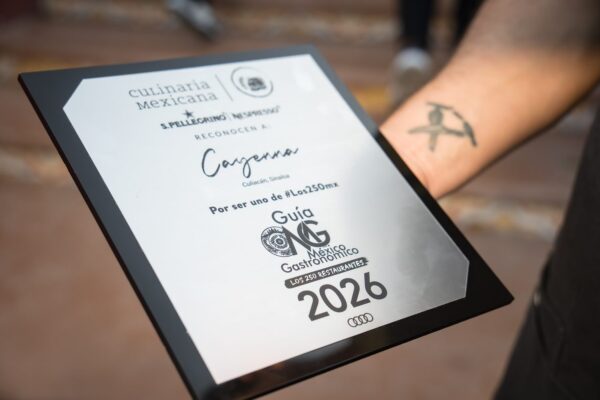 CULINARIA
MEXICANA
S.PELLEGRINO NESPRESSO
RECONOCEN A:
Cayenna
Culiacán, Sinaloa
Por ser uno de #Los250mx
Guía
MG
México
Gastronómico
LOS 250 RESTAURANTES
2026